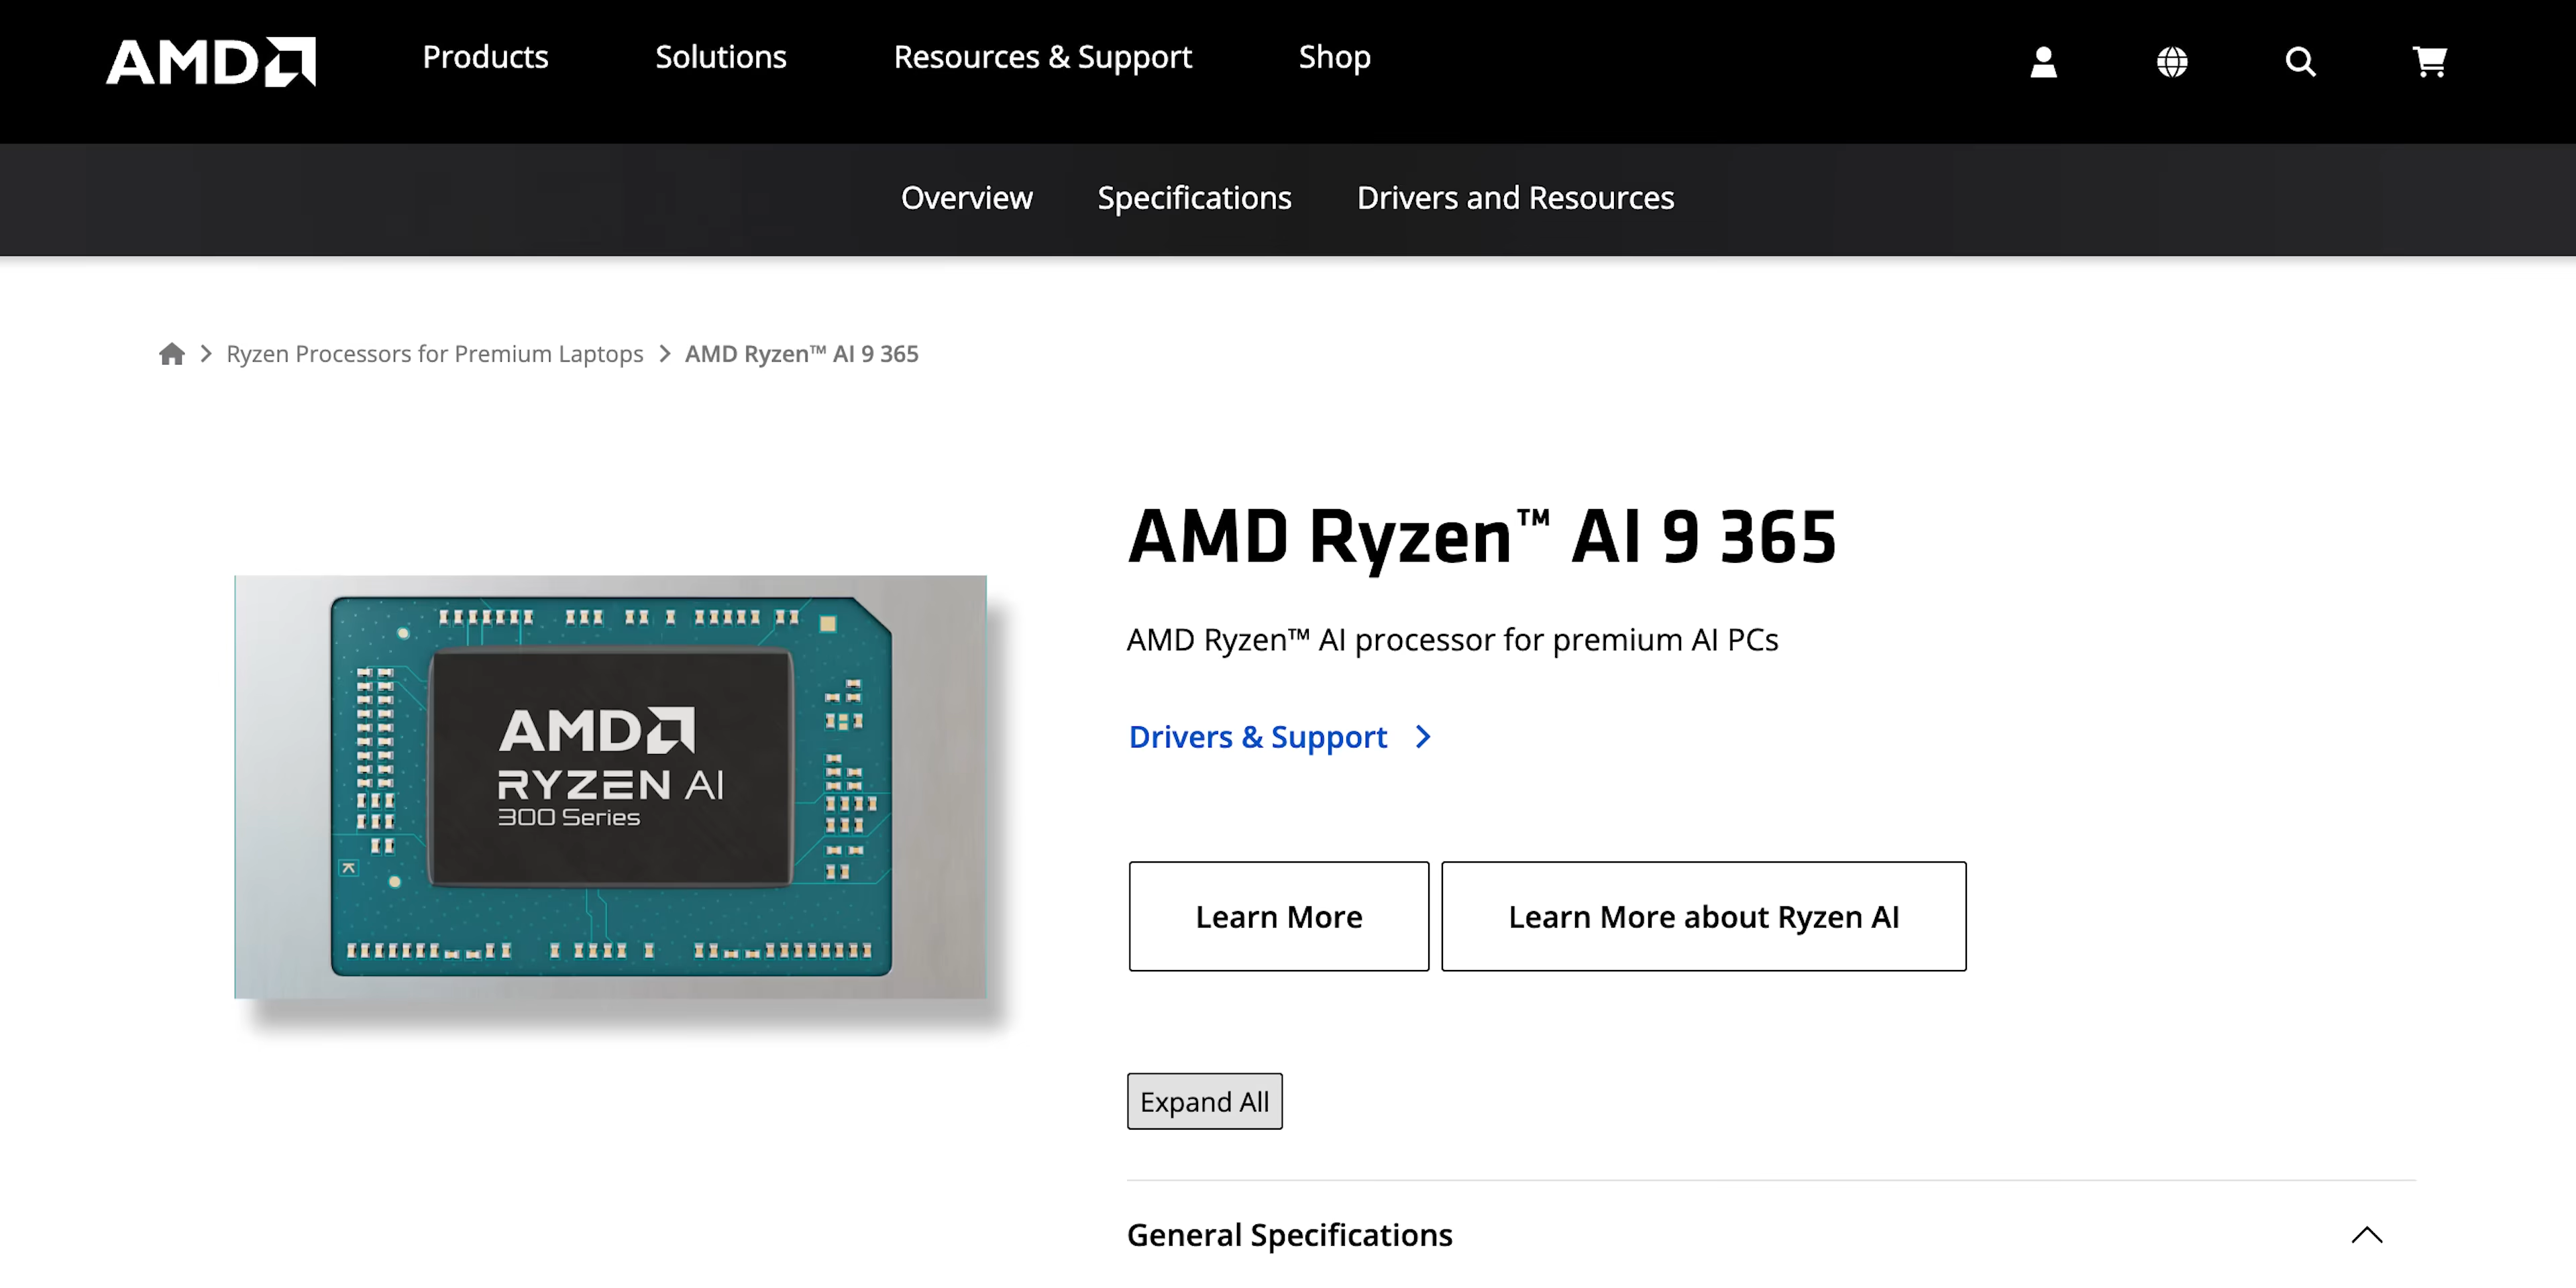 AMD
Products
Solutions
Resources & Support
Shop
Overview
Specifications
Drivers and Resources
Ryzen Processors for Premium Laptops
AMD Ryzen™ AI 9 365
AMD
RYZEN AI
300 Series
K
AMD Ryzen™ AI 9 365
AMD Ryzen™ AI processor for premium AI PCs
Drivers & Support
Learn More
Learn More about Ryzen AI
Expand All
General Specifications